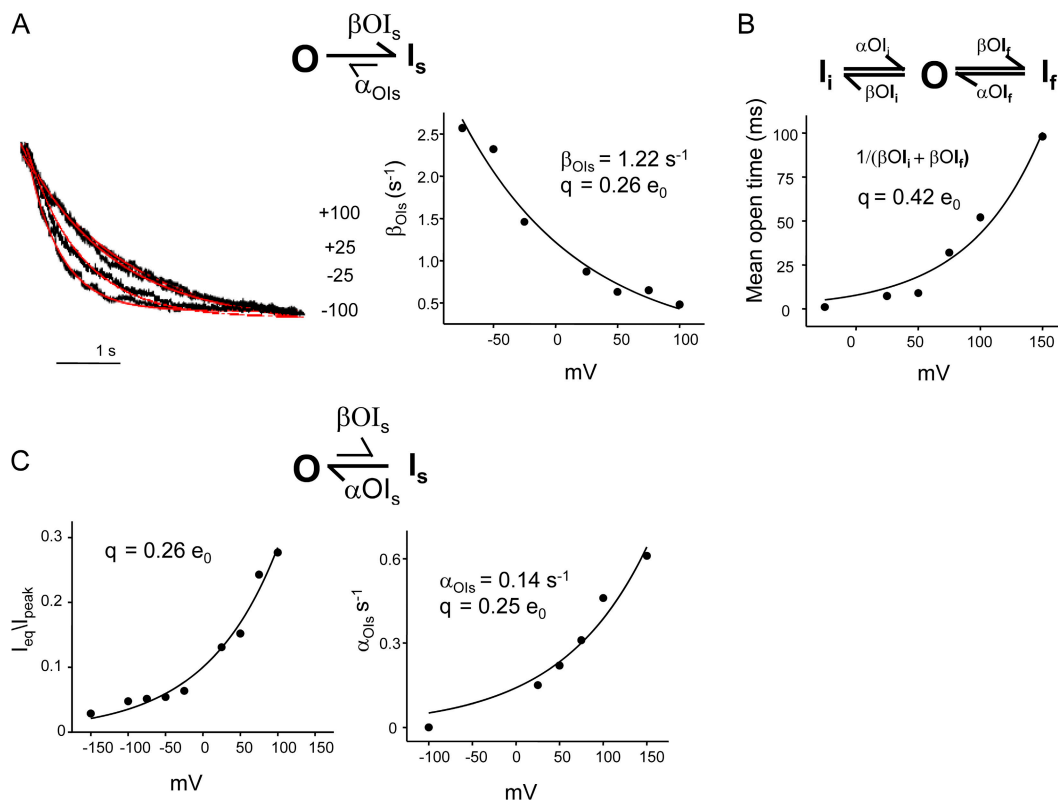 A
βOIs
O Is
αOIs
+100
+25
-25
-100
1 s
βOIs (s⁻¹)
2.5
2.0
1.5
1.0
0.5
βOIs = 1.22 s⁻¹
q = 0.26 e0
-50 0 50 100
mV
B
αOIi βOIf
Ii O If
βOIi αOIf
Mean open time (ms)
100
75
50
25
0
1/(βOIi + βOIf)
q = 0.42 e0
0 50 100 150
mV
C
βOIs
O Is
αOIs
Ieq\Ipeak
0.3
0.2
0.1
0
q = 0.26 e0
-150 -100 -50 0 50 100 150
mV
αOIs s⁻¹
0.6
0.3
0
αOIs = 0.14 s⁻¹
q = 0.25 e0
-100 -50 0 50 100 150
mV